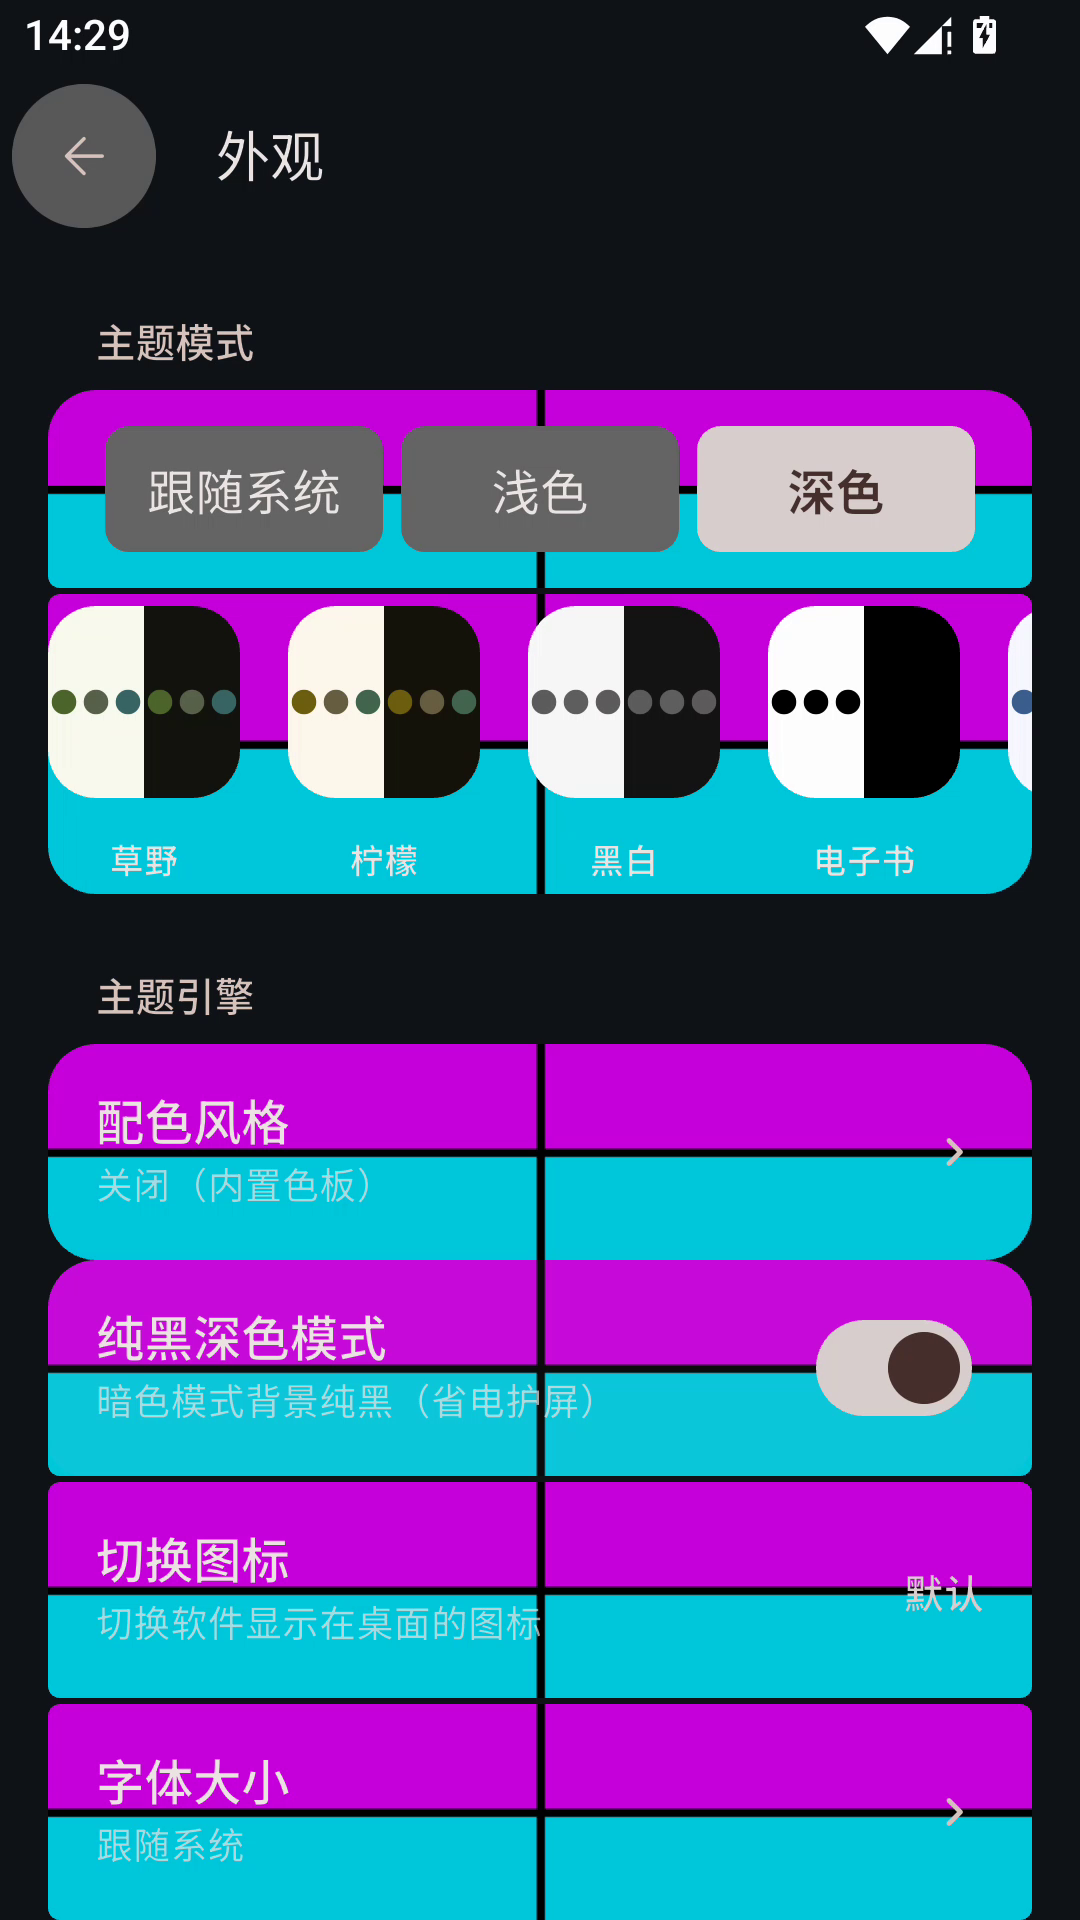 14:29
外观
主题模式
跟随系统
浅色
深色
草野
柠檬
黑白
电子书
主题引擎
配色风格
关闭（内置色板）
纯黑深色模式
暗色模式背景纯黑（省电护屏）
切换图标
切换软件显示在桌面的图标
默认
字体大小
跟随系统